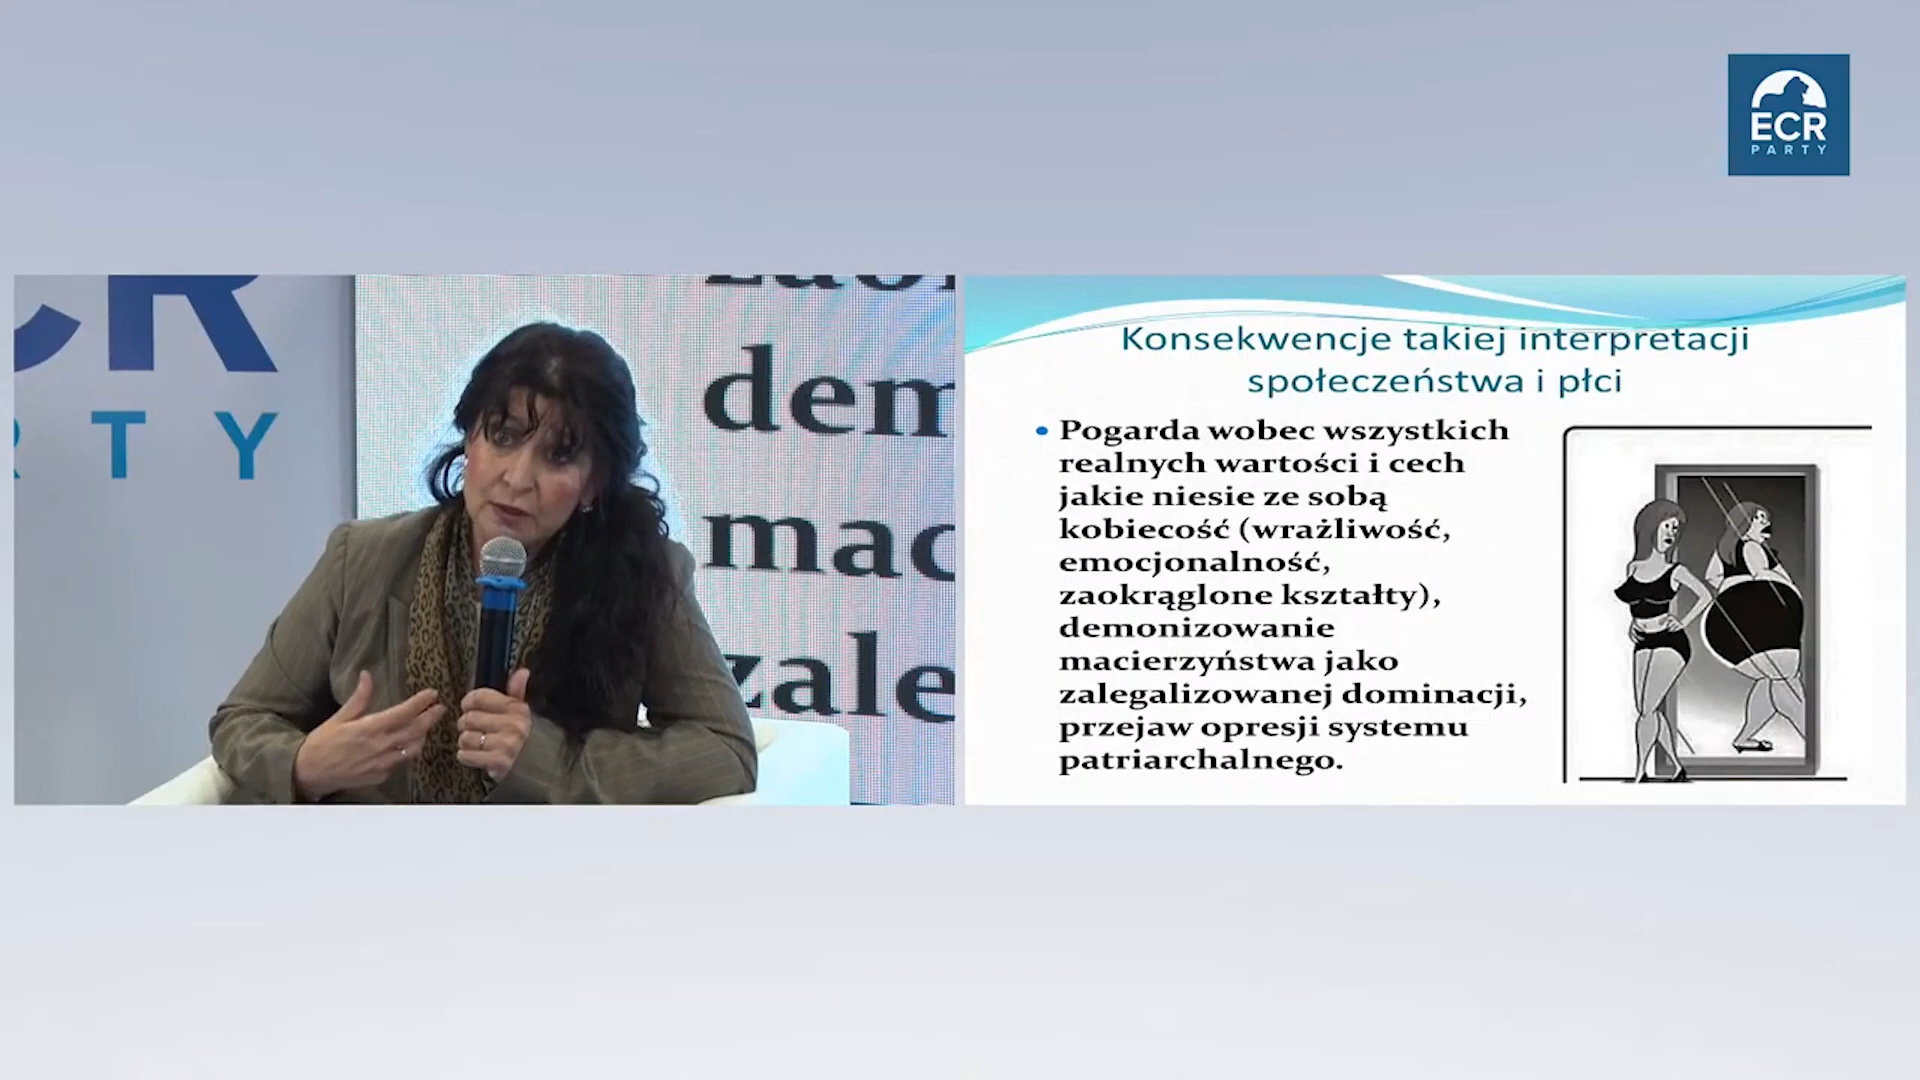 ECR
PARTY
CR
RTY
dem
mac
zale
Konsekwencje takiej interpretacji
społeczeństwa i płci
• Pogarda wobec wszystkich
realnych wartości i cech
jakie niesie ze sobą
kobiecość (wrażliwość,
emocjonalność,
zaokrąglone kształty),
demonizowanie
macierzyństwa jako
zalegalizowanej dominacji,
przejaw opresji systemu
patriarchalnego.